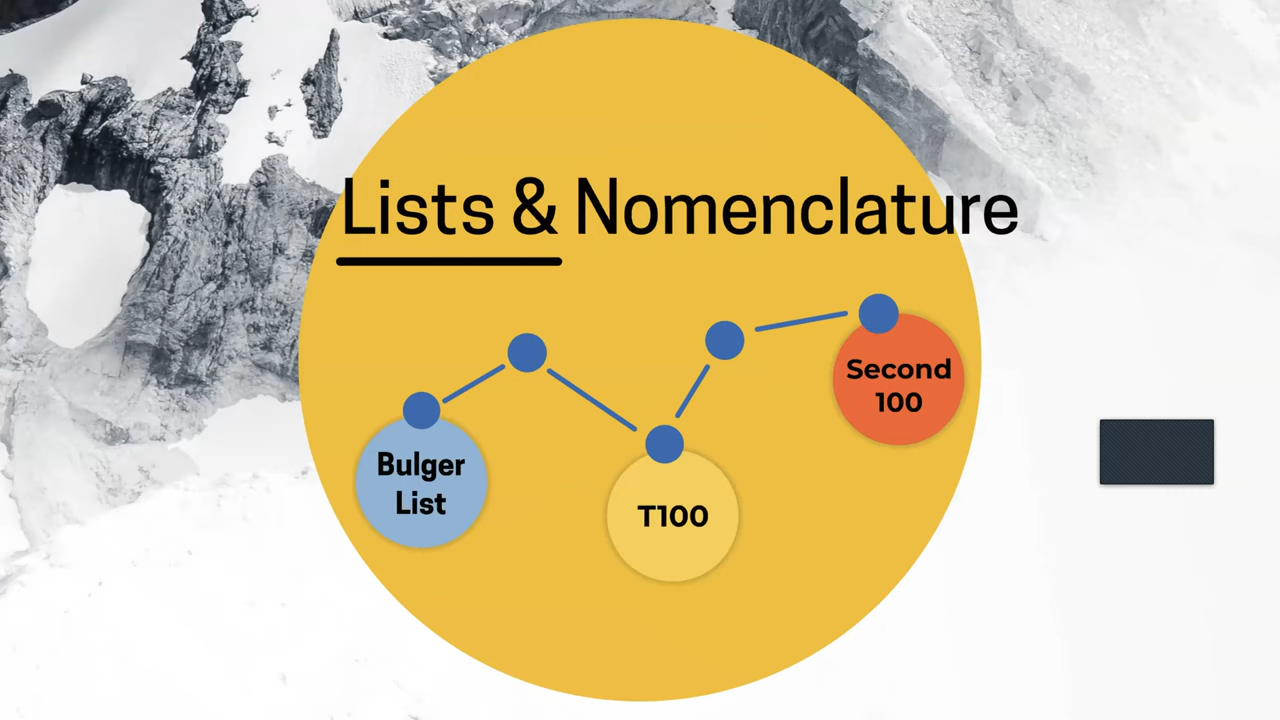 Lists & Nomenclature
Bulger
List
T100
Second
100